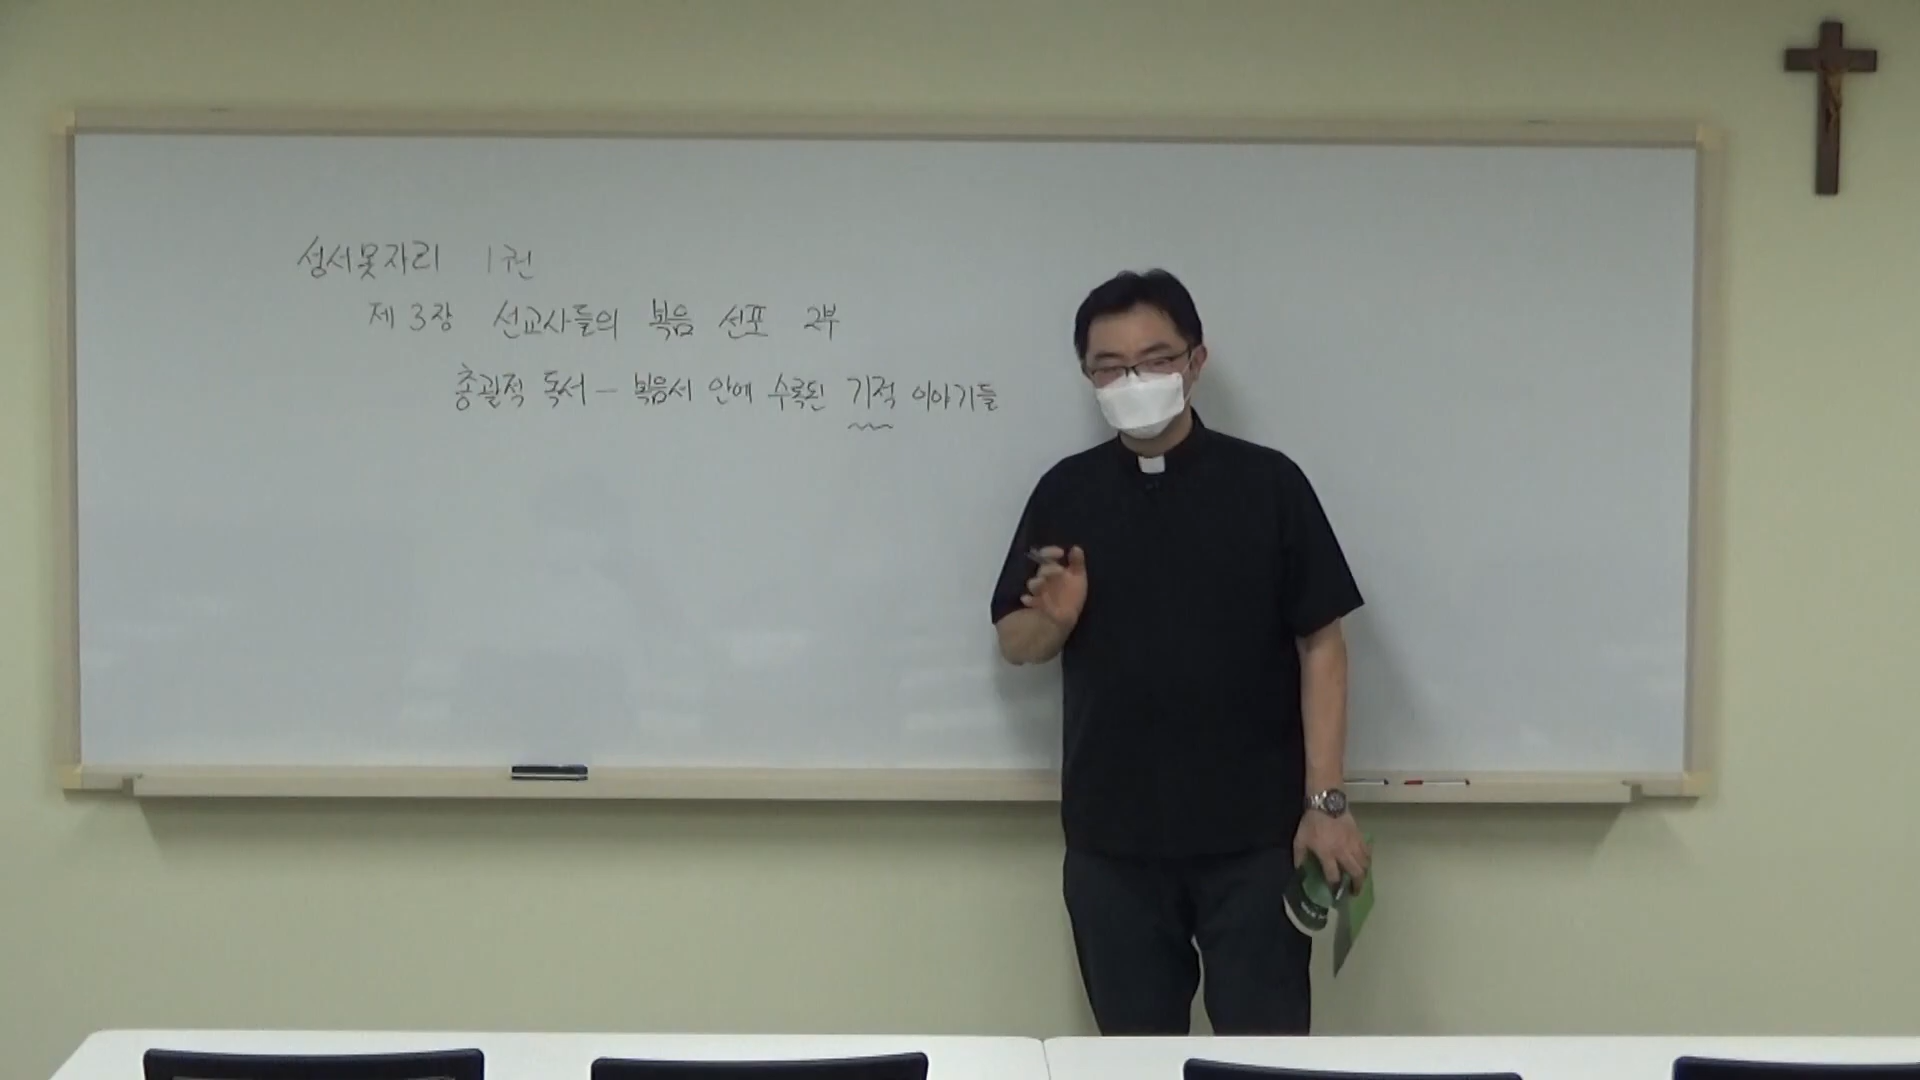 성서못자리 1권
제 3장 선교사들의 복음 선포 2부
총괄적 독서 - 복음서 안에 수록된 기적 이야기들